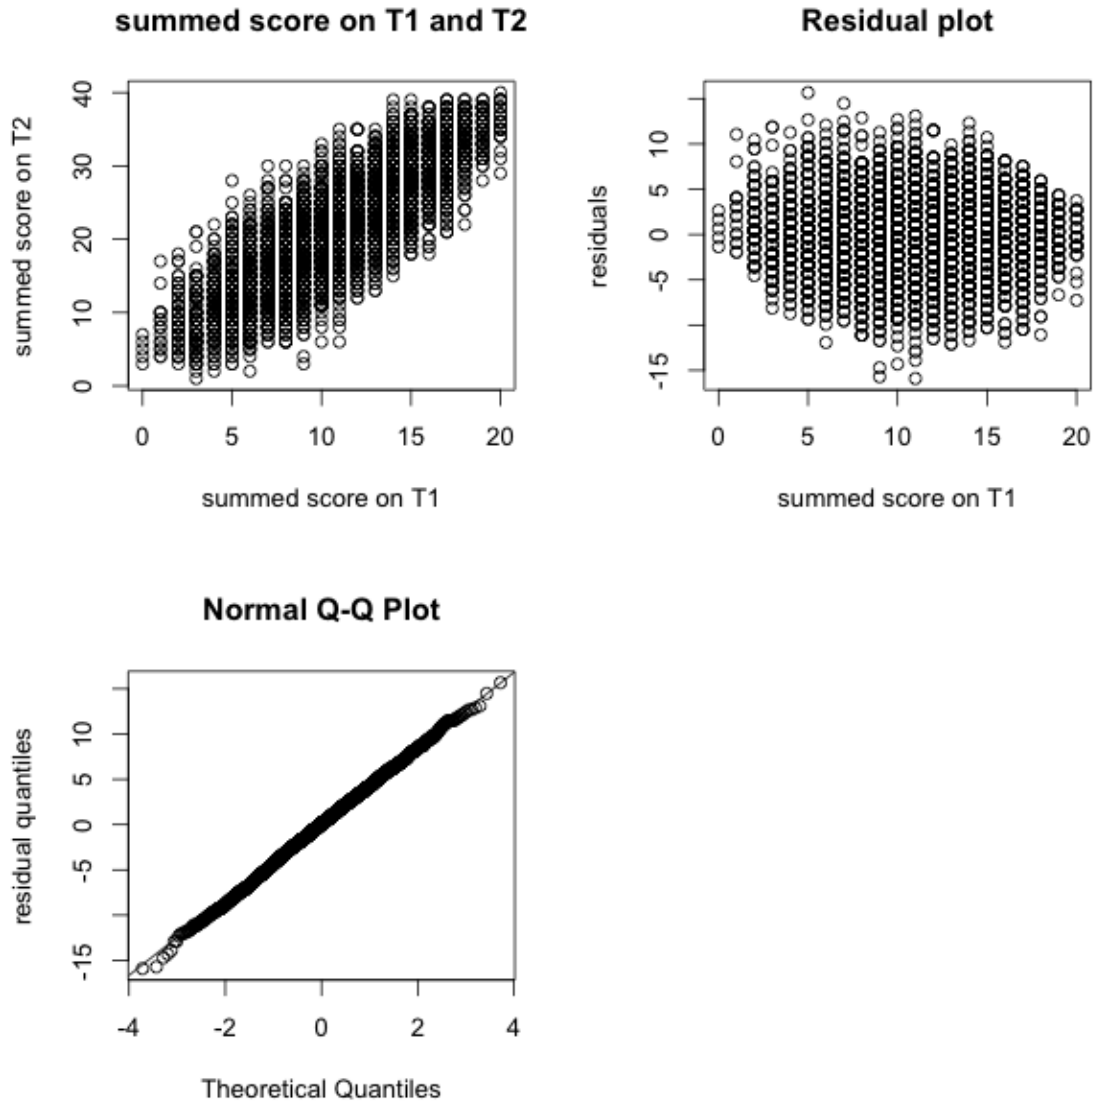 summed score on T1 and T2
summed score on T2
40
30
20
10
0
0 5 10 15 20
summed score on T1
Residual plot
residuals
10
5
0
-5
-15
0 5 10 15 20
summed score on T1
Normal Q-Q Plot
residual quantiles
10
5
0
-5
-15
-4 -2 0 2 4
Theoretical Quantiles